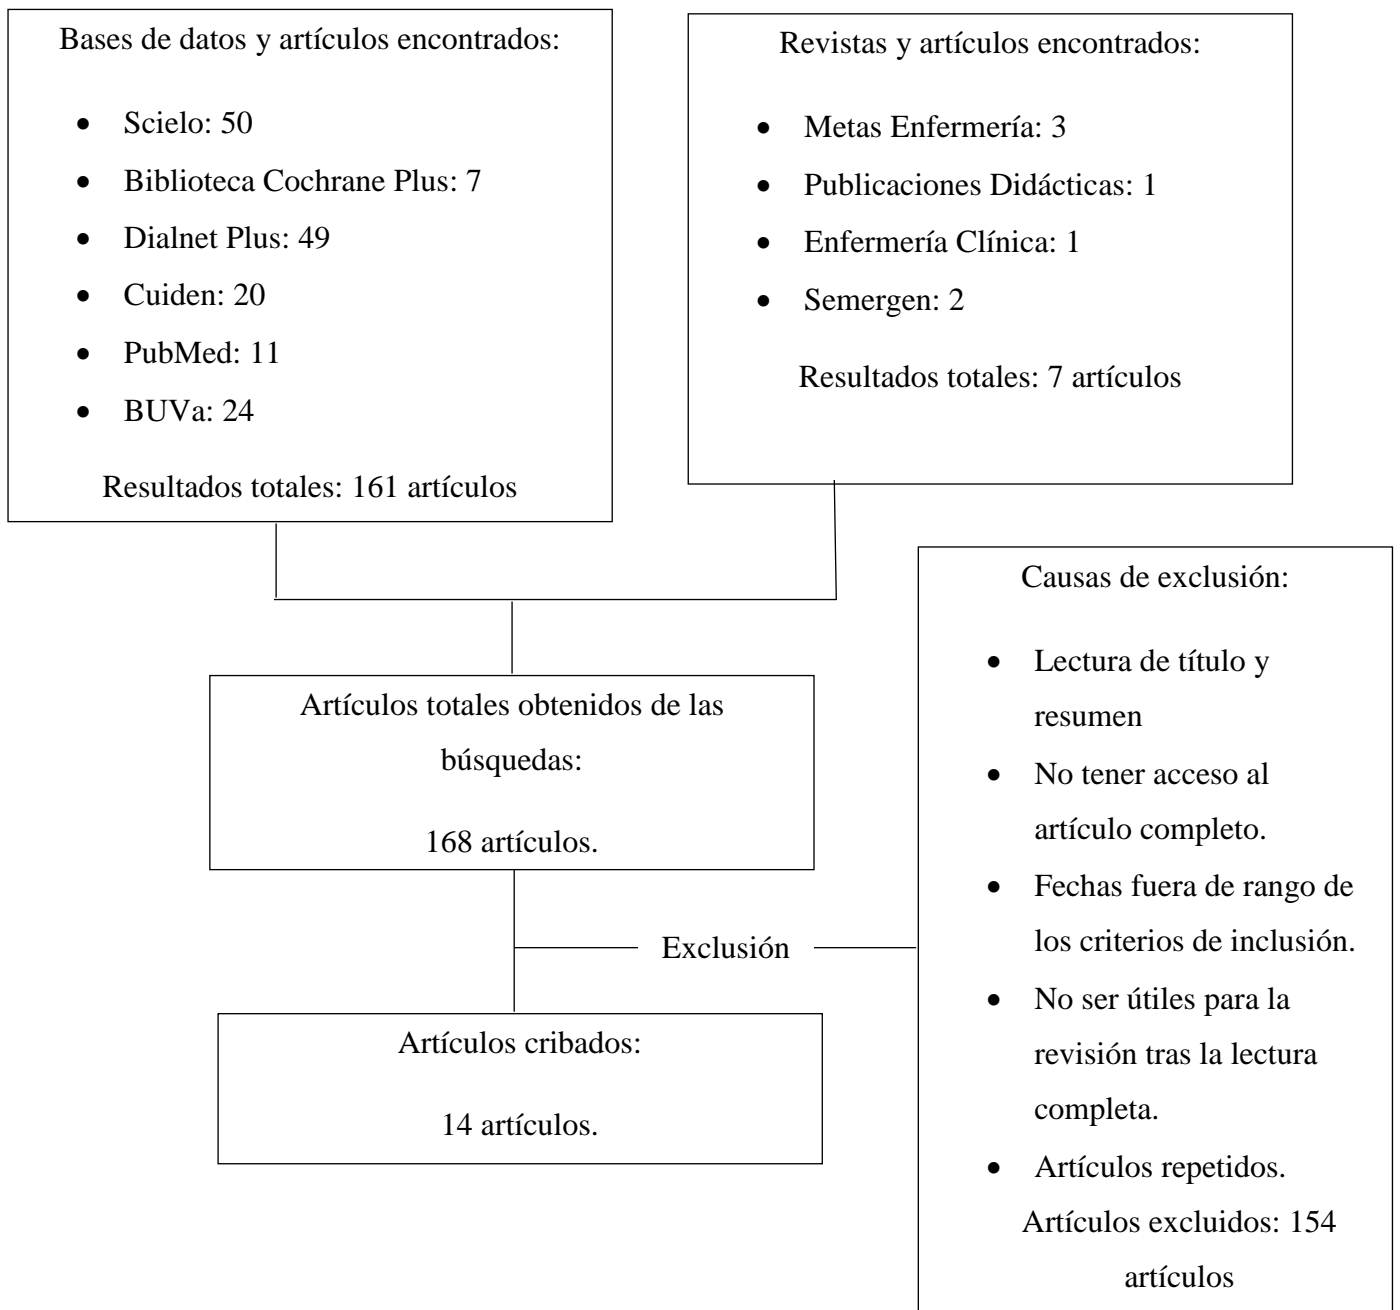 Bases de datos y artículos encontrados:
• Scielo: 50
• Biblioteca Cochrane Plus: 7
• Dialnet Plus: 49
• Cuiden: 20
• PubMed: 11
• BUVa: 24
Resultados totales: 161 artículos
Revistas y artículos encontrados:
• Metas Enfermería: 3
• Publicaciones Didácticas: 1
• Enfermería Clínica: 1
• Semergen: 2
Resultados totales: 7 artículos
Artículos totales obtenidos de las
búsquedas:
168 artículos.
Exclusión
Causas de exclusión:
• Lectura de título y
resumen
• No tener acceso al
artículo completo.
• Fechas fuera de rango de
los criterios de inclusión.
• No ser útiles para la
revisión tras la lectura
completa.
• Artículos repetidos.
Artículos excluidos: 154
artículos
Artículos cribados:
14 artículos.